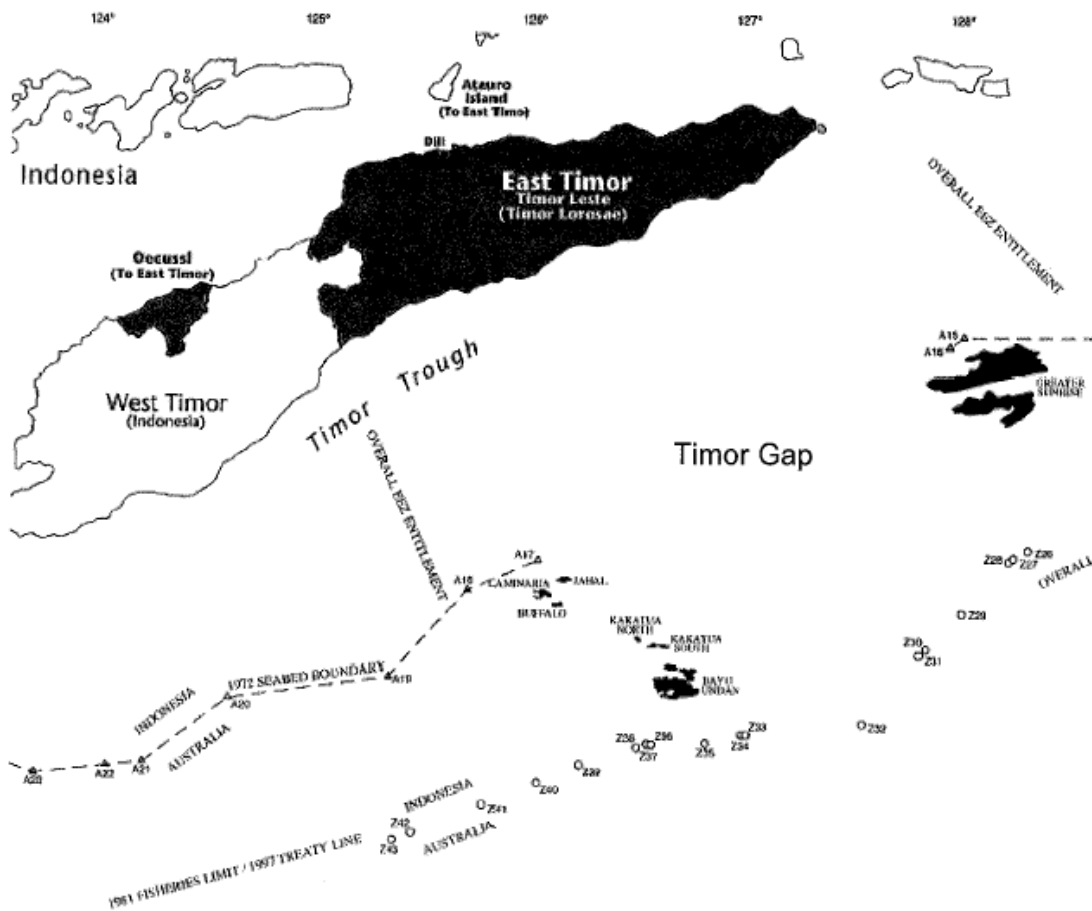 124°
125°
126°
127°
128°
Atauro
Island
(To East Timo)
Dili
Indonesia
East Timor
Timor Leste
(Timor Lorosae)
OVERALL EEZ ENTITLEMENT
Oecussi
(To East Timor)
West Timor
(Indonesia)
Timor Trough
OVERALL EEZ ENTITLEMENT
A15
A16
GREATER
SUNRISE
Timor Gap
A17
A18
LAMINARIA
JAHAL
BUFFALO
KAKATUA
NORTH
KAKATUA
SOUTH
BAYU
UNDAN
Z26
Z27
Z28
OVERALL
Z29
Z30
Z31
Z32
Z33
Z34
Z35
Z36
Z37
Z38
Z39
Z40
Z41
Z42
Z43
1972 SEABED BOUNDARY
A19
A20
A21
A22
A23
INDONESIA
AUSTRALIA
INDONESIA
AUSTRALIA
1981 FISHERIES LIMIT / 1997 TREATY LINE